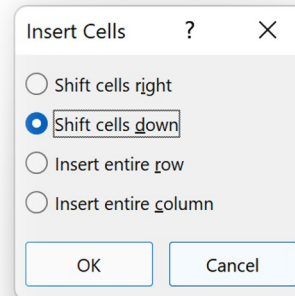 Insert Cells ?
Shift cells right
Shift cells down
Insert entire row
Insert entire column
OK Cancel